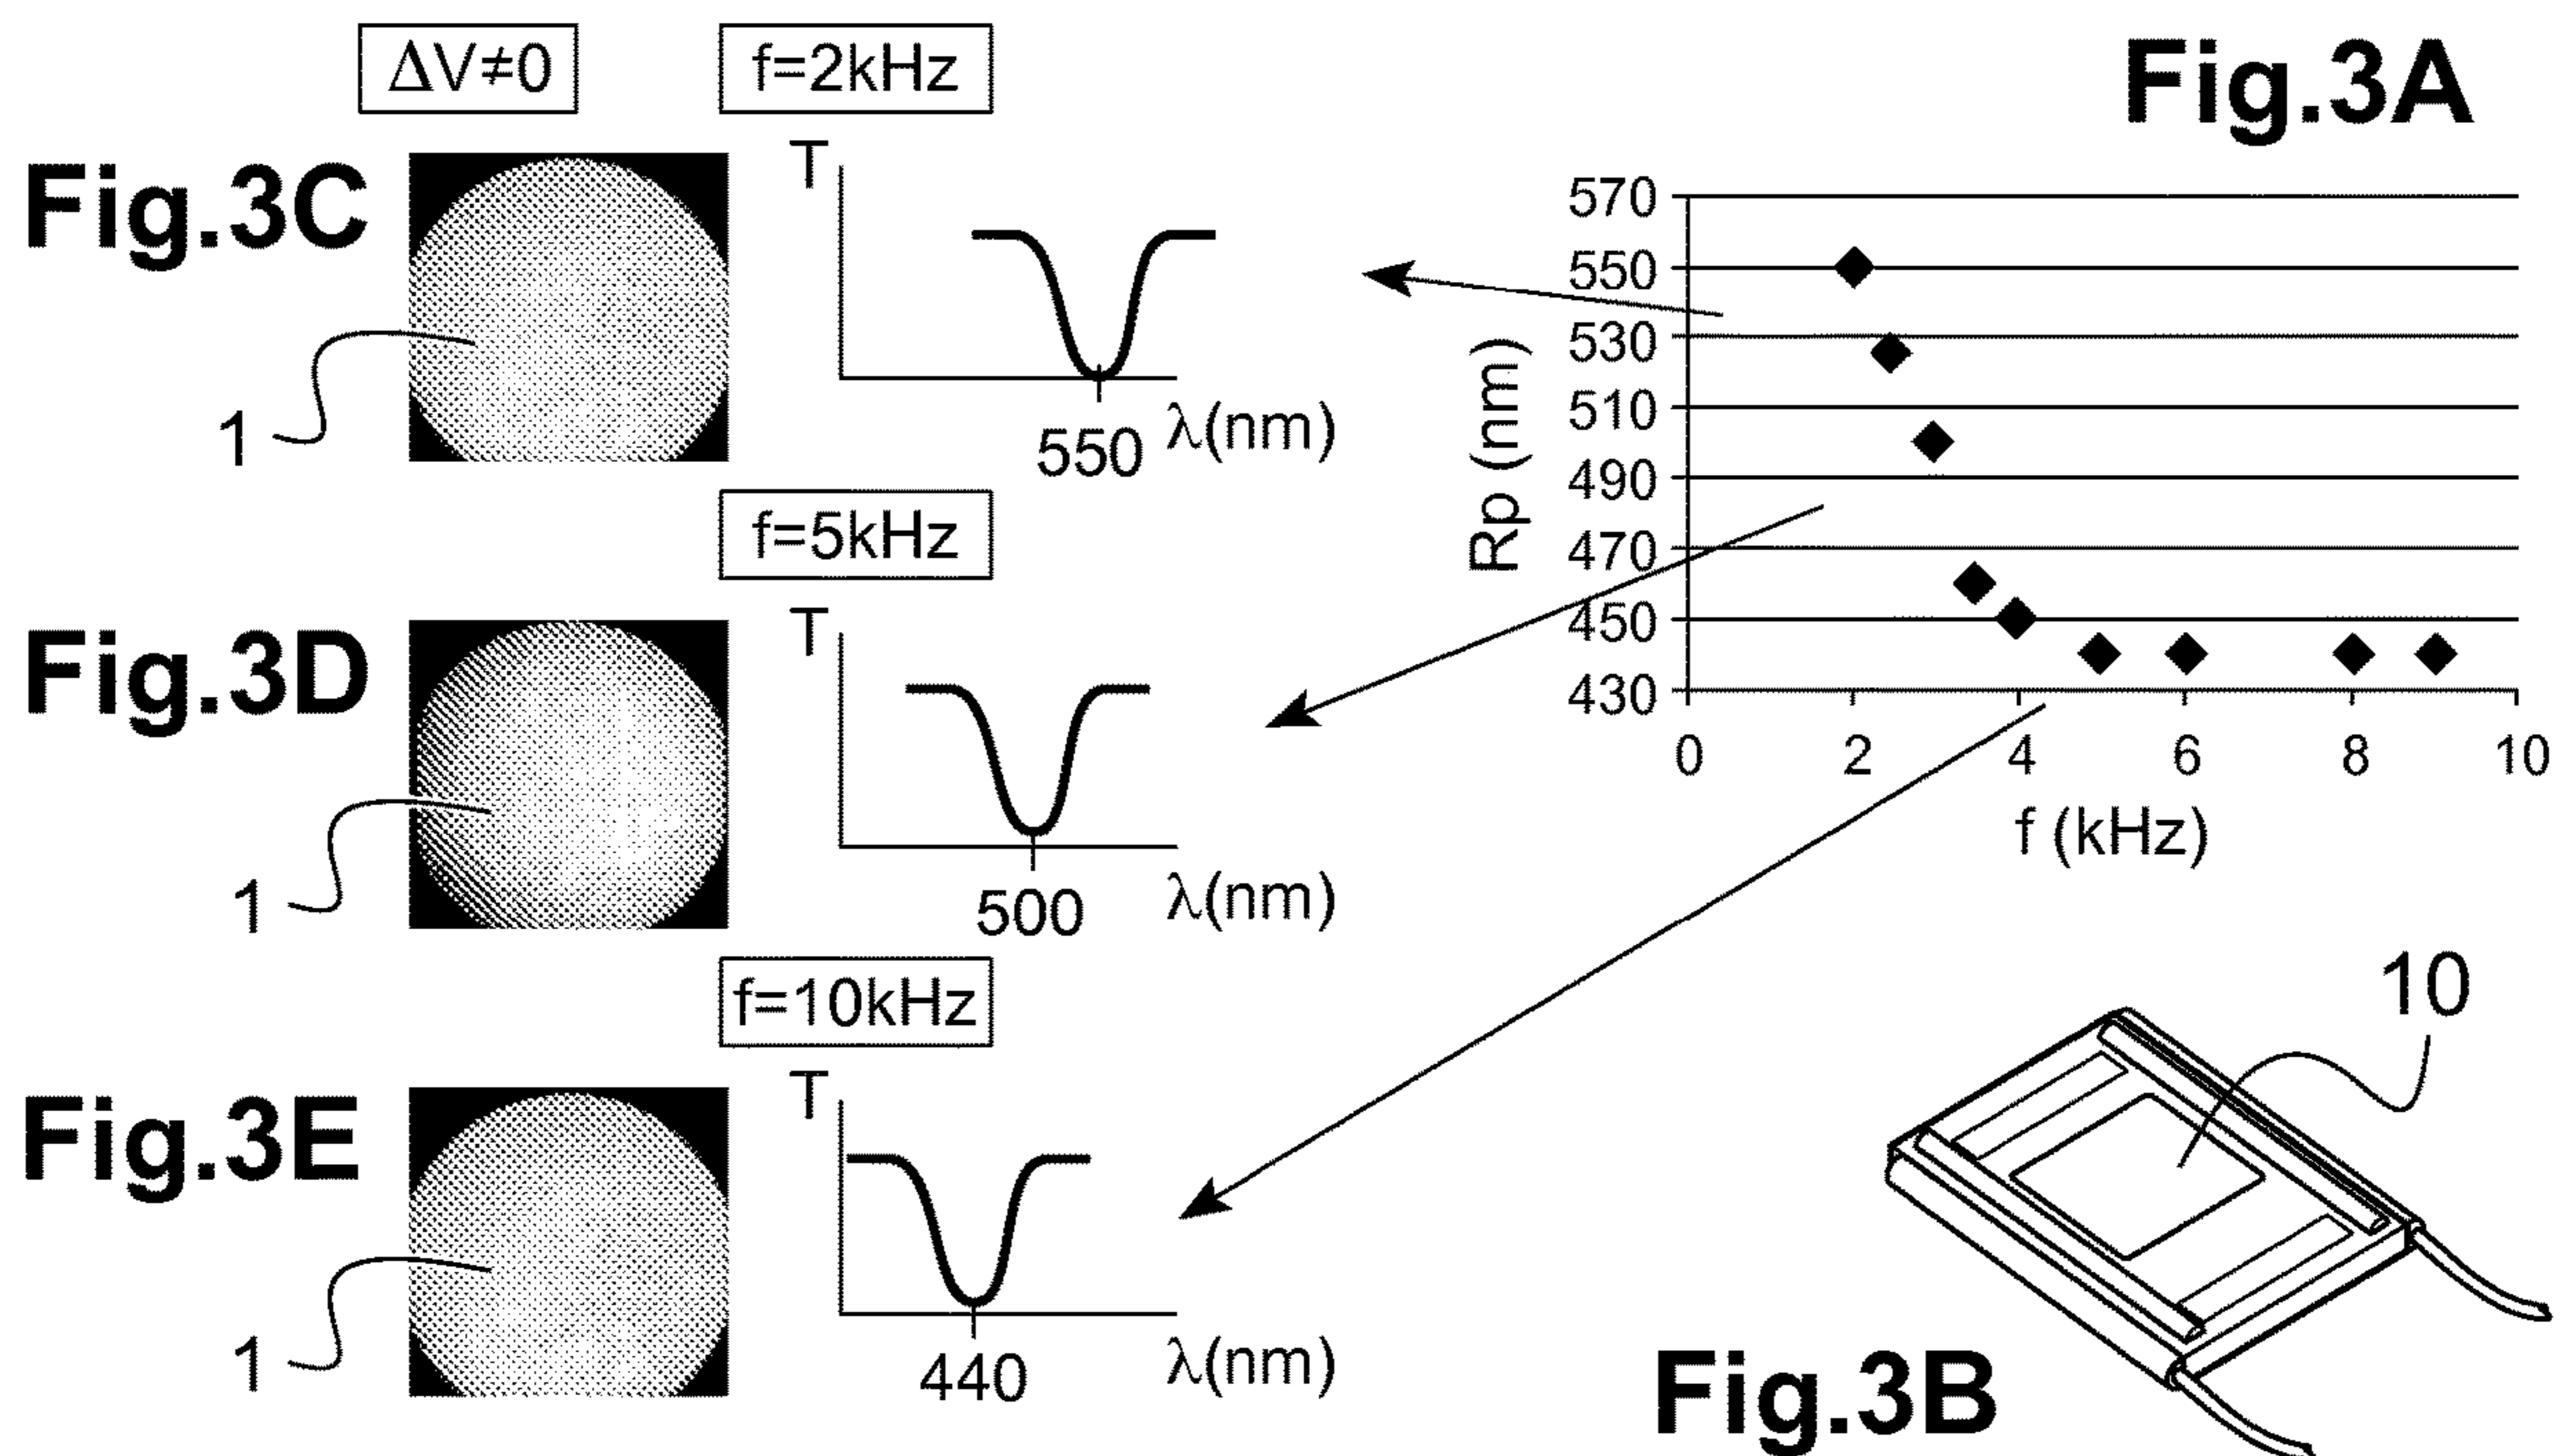 ΔV≠0
f=2kHz
Fig.3A
Fig.3C
T
1
550
λ(nm)
570
550
530
510
490
470
450
430
Rp (nm)
0 2 4 6 8 10
f (kHz)
f=5kHz
Fig.3D
T
1
500
λ(nm)
f=10kHz
Fig.3E
T
1
440
λ(nm)
10
Fig.3B